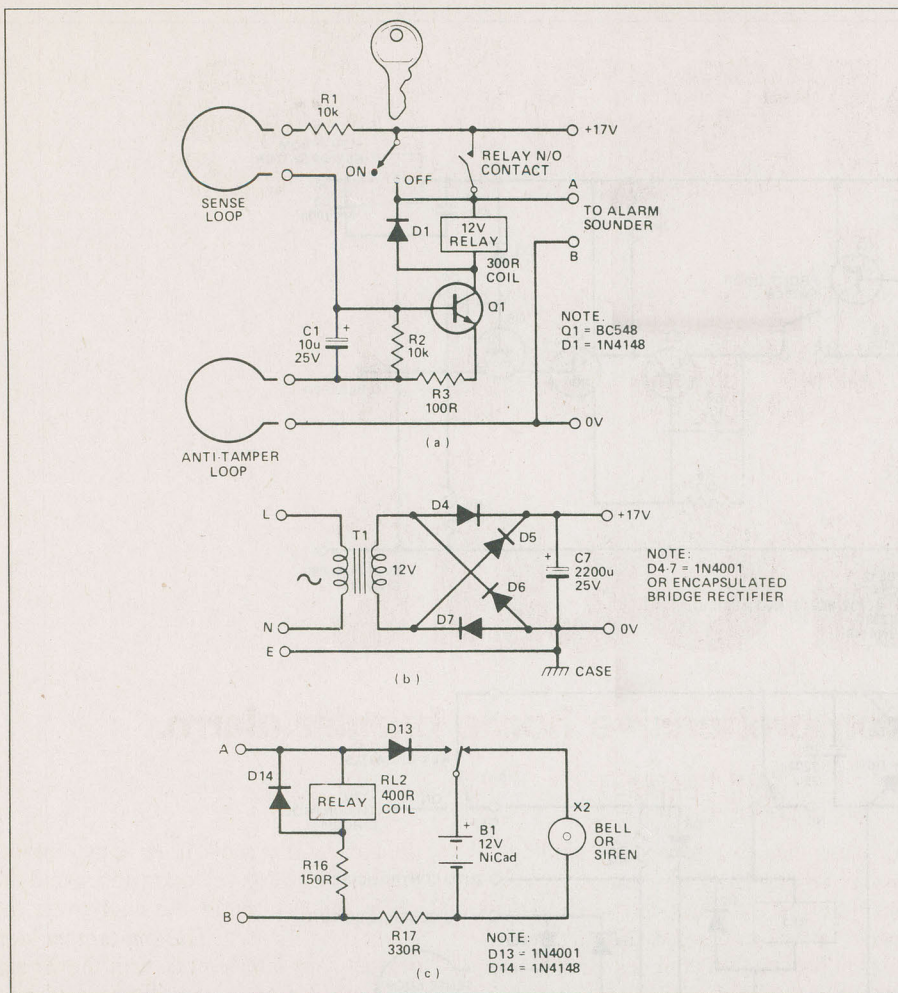 R1
10k
+17V
ON
OFF
RELAY N/O
CONTACT
A
TO ALARM
SOUNDER
B
SENSE
LOOP
D1
12V
RELAY
300R
COIL
Q1
NOTE.
Q1 = BC548
D1 = 1N4148
C1
10u
25V
+
R2
10k
R3
100R
0V
(a)
ANTI-TAMPER
LOOP
L
T1
12V
D4
D5
D6
D7
+17V
+
C7
2200u
25V
NOTE:
D4-7 = 1N4001
OR ENCAPSULATED
BRIDGE RECTIFIER
N
0V
E
CASE
(b)
A
D13
D14
RELAY
RL2
400R
COIL
+
B1
12V
NiCad
X2
BELL
OR
SIREN
R16
150R
B
R17
330R
NOTE:
D13 = 1N4001
D14 = 1N4148
(c)